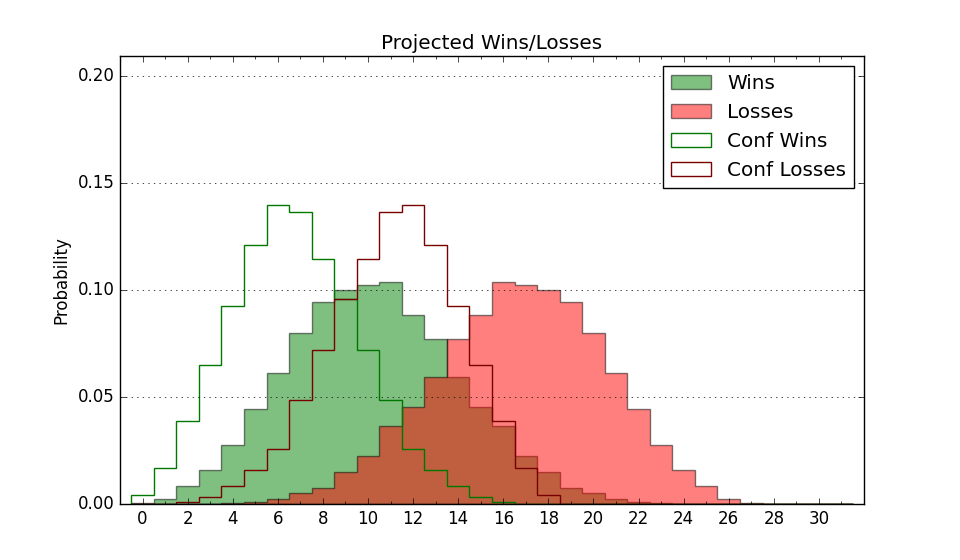 Projected Wins/Losses
Probability
0.20
0.15
0.10
0.05
0.00
0 2 4 6 8 10 12 14 16 18 20 22 24 26 28 30
Wins
Losses
Conf Wins
Conf Losses